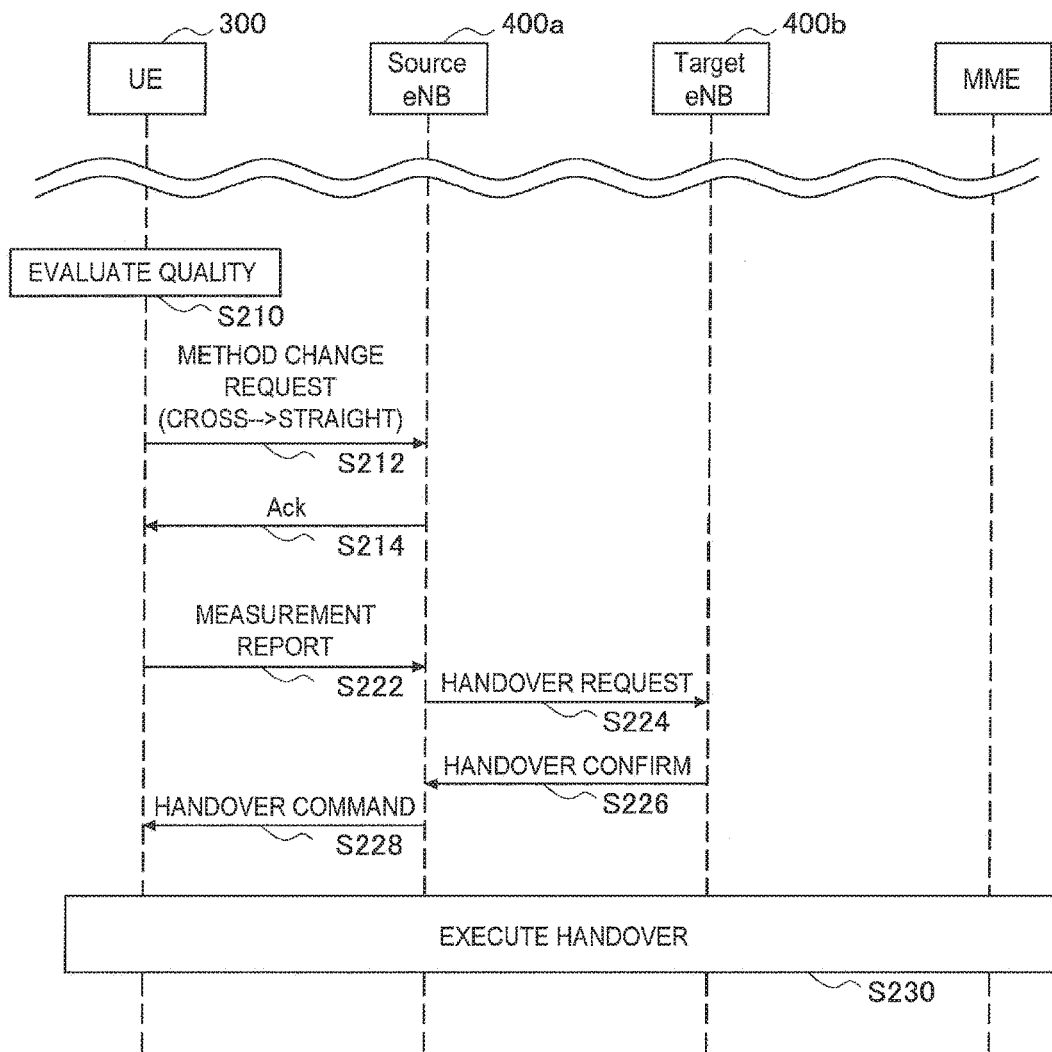 300
400a
400b
UE
Source
eNB
Target
eNB
MME
EVALUATE QUALITY
S210
METHOD CHANGE
REQUEST
(CROSS-->STRAIGHT)
S212
Ack
S214
MEASUREMENT
REPORT
S222
HANDOVER REQUEST
S224
HANDOVER CONFIRM
S226
HANDOVER COMMAND
S228
EXECUTE HANDOVER
S230